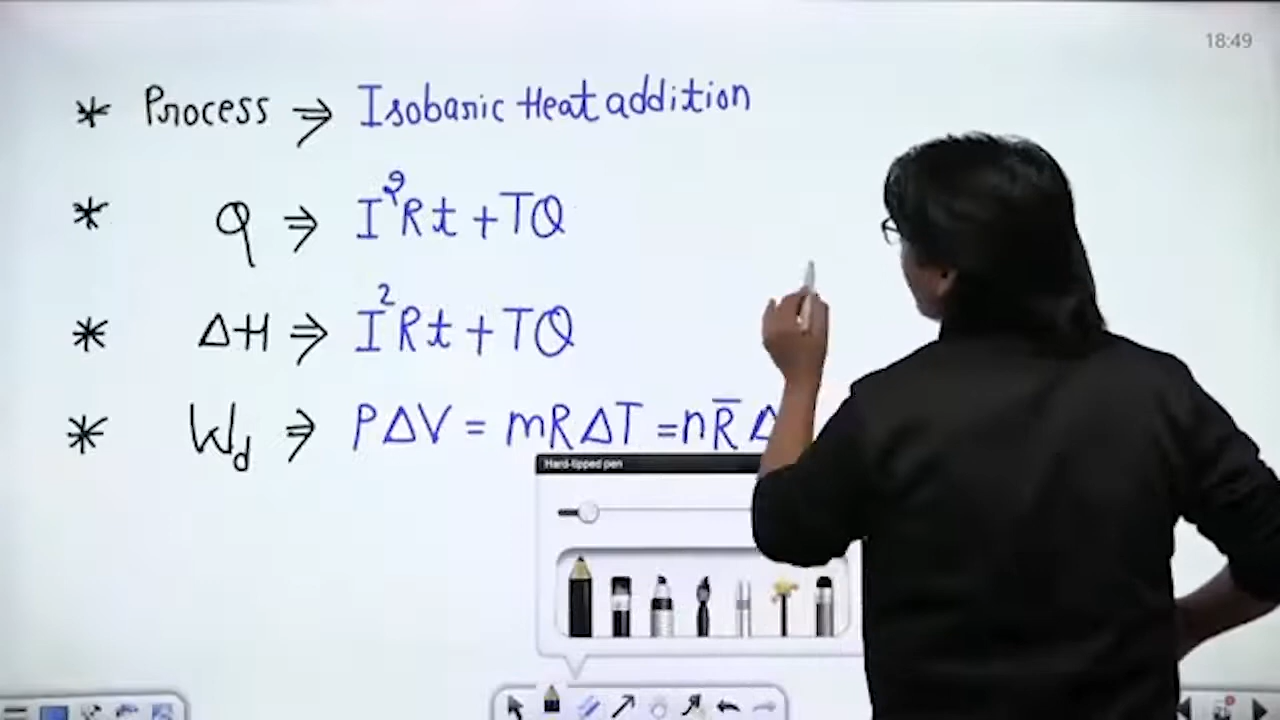 18:49
* Process ⇒ Isobaric Heat addition
* Q ⇒ I²Rt + TQ
* ΔH ⇒ I²Rt + TQ
* Wd ⇒ PΔV = mRΔT = nR̄Δ
Hard-tipped pen